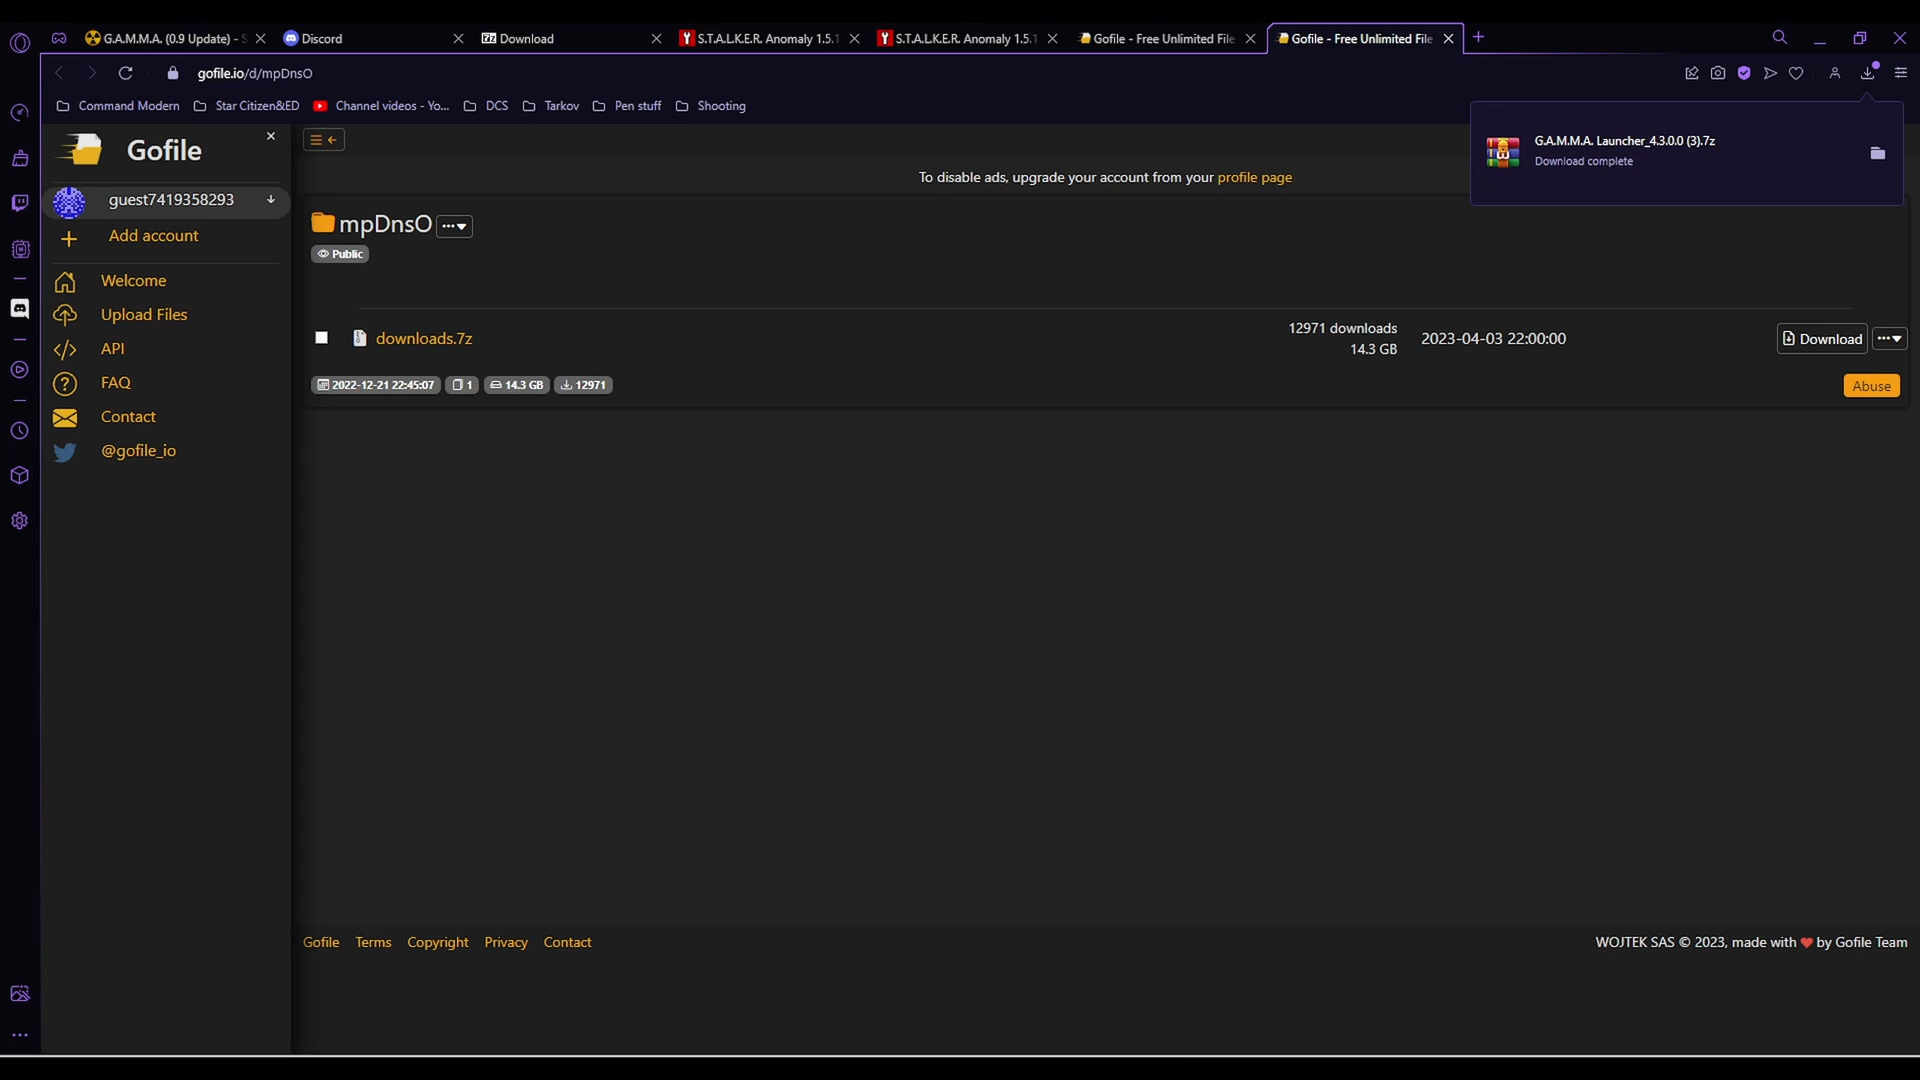 G.A.M.M.A. (0.9 Update) - S
Discord
7z Download
S.T.A.L.K.E.R. Anomaly 1.5.1
S.T.A.L.K.E.R. Anomaly 1.5.1
Gofile - Free Unlimited File
Gofile - Free Unlimited File
gofile.io/d/mpDnsO
Command Modern
Star Citizen&ED
Channel videos - Yo...
DCS
Tarkov
Pen stuff
Shooting
G.A.M.M.A. Launcher_4.3.0.0 (3).7z
Download complete
Gofile
guest7419358293
Add account
Welcome
Upload Files
API
FAQ
Contact
@gofile_io
To disable ads, upgrade your account from your profile page
mpDnsO
Public
downloads.7z
12971 downloads
14.3 GB
2023-04-03 22:00:00
Download
2022-12-21 22:45:07
1
14.3 GB
12971
Abuse
Gofile Terms Copyright Privacy Contact
WOJTEK SAS © 2023, made with ❤ by Gofile Team